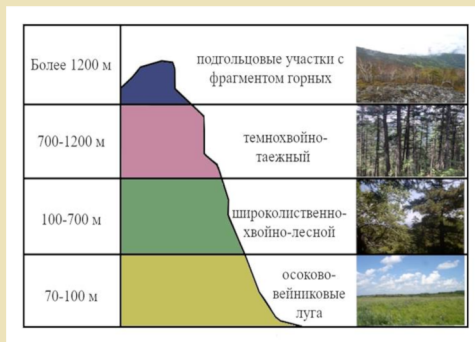 Более 1200 м
подгольцовые участки с
фрагментом горных
700-1200 м
темнохвойно-
таежный
100-700 м
широколиственно-
хвойно-лесной
70-100 м
осоково-
вейниковые
луга